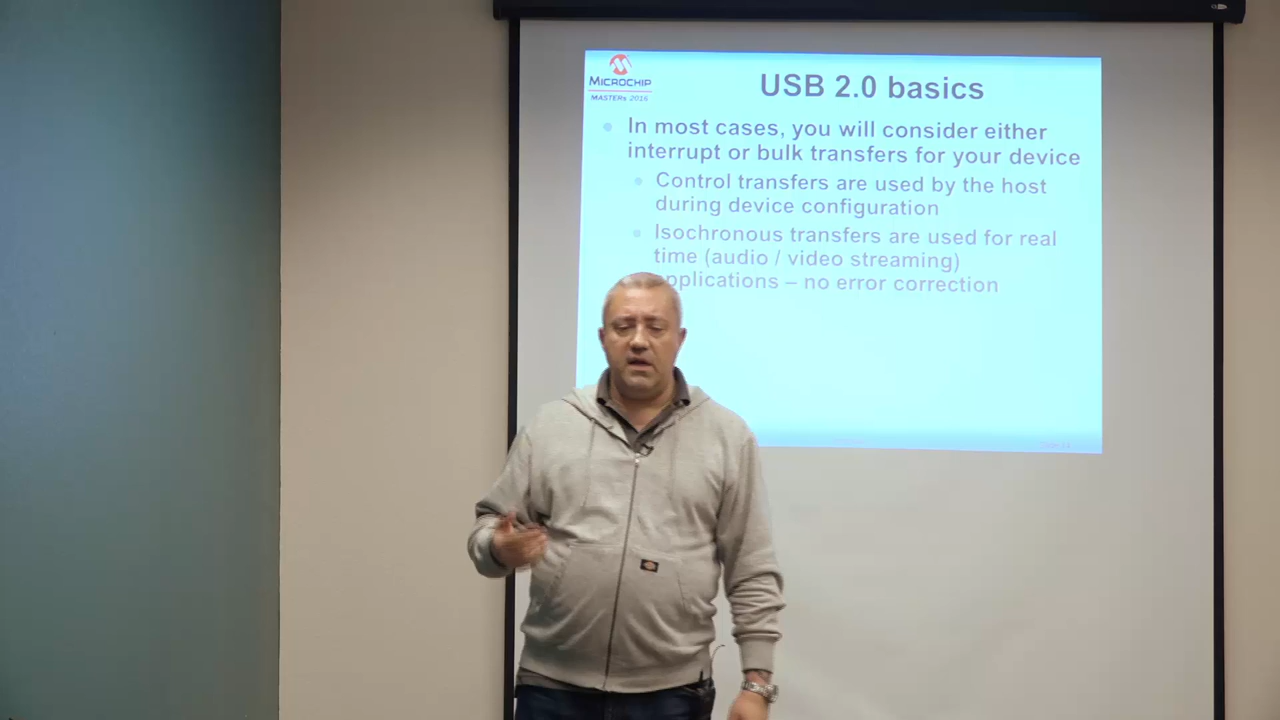 MICROCHIP
MASTERs 2016
USB 2.0 basics
In most cases, you will consider either
interrupt or bulk transfers for your device
Control transfers are used by the host
during device configuration
Isochronous transfers are used for real
time (audio / video streaming)
applications – no error correction